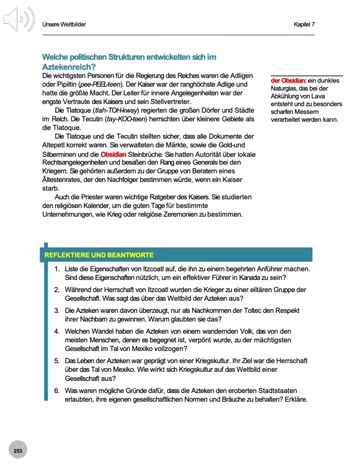 Unsere Weltbilder
Kapitel 7
Welche politischen Strukturen entwickelten sich im
Aztekenreich?
Die wichtigsten Personen für die Regierung des Reiches waren die Adligen
oder Pipiltin (pee-PEEL-teen). Der Kaiser war der ranghöchste Adlige und
hatte die größte Macht. Der Leiter für innere Angelegenheiten war der
engste Vertraute des Kaisers und sein Stellvertreter.
Die Tlatoque (tlah-TOH-kway) regierten die großen Dörfer und Städte
im Reich. Die Tecutin (tay-KOO-teen) herrschten über kleinere Gebiete als
die Tlatoque.
Die Tlatoque und die Tecutin stellten sicher, dass alle Dokumente der
Altepetl korrekt waren. Sie verwalteten die Märkte, sowie die Gold-und
Silberminen und die Obsidian Steinbrüche. Sie hatten Autorität über lokale
Rechtsangelegenheiten und besaßen den Rang eines Generals bei den
Kriegern. Sie gehörten außerdem zu der Gruppe von Beratern eines
Ältestenrates, der den Nachfolger bestimmen würde, wenn ein Kaiser
starb.
Auch die Priester waren wichtige Ratgeber des Kaisers. Sie studierten
den religiösen Kalender, um die guten Tage für bestimmte
Unternehmungen, wie Krieg oder religiöse Zeremonien zu bestimmen.
der Obsidian: ein dunkles
Naturglas, das bei der
Abkühlung von Lava
entsteht und zu besonders
scharfen Messern
verarbeitet werden kann.
REFLEKTIERE UND BEANTWORTE
1. Liste die Eigenschaften von Itzcoatl auf, die ihn zu einem begehrten Anführer machen.
Sind diese Eigenschaften nützlich, um ein effektiver Führer in Kanada zu sein?
2. Während der Herrschaft von Itzcoatl wurden die Krieger zu einer elitären Gruppe der
Gesellschaft. Was sagt das über das Weltbild der Azteken aus?
3. Die Azteken waren davon überzeugt, nur als Nachkommen der Toltec den Respekt
ihrer Nachbarn zu gewinnen. Warum glaubten sie das?
4. Welchen Wandel haben die Azteken von einem wandernden Volk, das von den
meisten Menschen, denen es begegnet ist, verpönt wurde, zu der mächtigsten
Gesellschaft im Tal von Mexiko vollzogen?
5. Das Leben der Azteken war geprägt von einer Kriegskultur. Ihr Ziel war die Herrschaft
über das Tal von Mexiko. Wie wirkt sich Kriegskultur auf das Weltbild einer
Gesellschaft aus?
6. Was waren mögliche Gründe dafür, dass die Azteken den eroberten Stadtstaaten
erlaubten, ihre eigenen gesellschaftlichen Normen und Bräuche zu behalten? Erkläre.
253